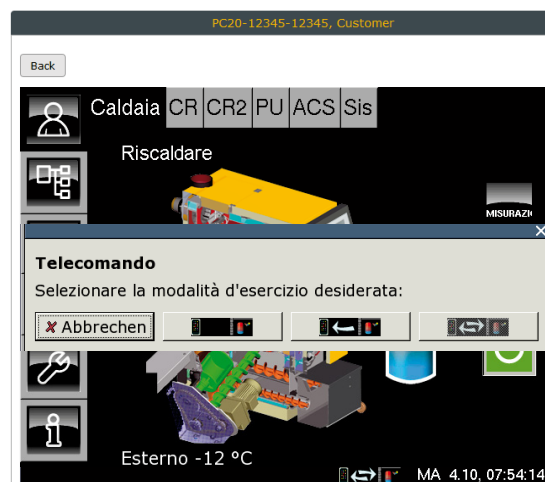 PC20-12345-12345, Customer
Back
Caldaia CR CR2 PU ACS Sis
Riscaldare
MISURAZI
Telecomando
Selezionare la modalità d'esercizio desiderata:
Abbrechen
Esterno -12 °C
MA 4.10, 07:54:14